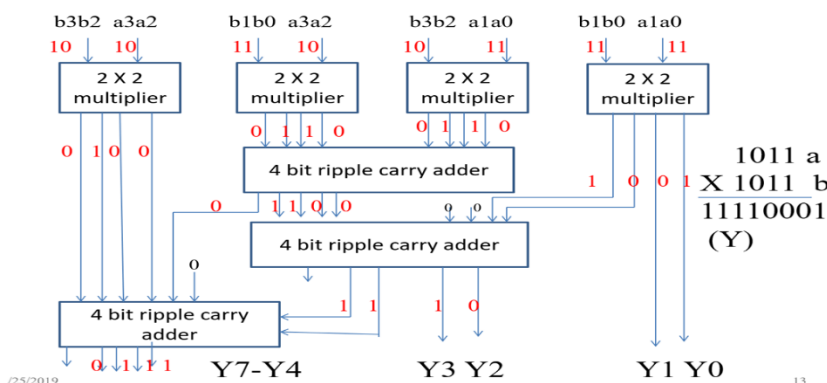 b3b2 a3a2 b1b0 a3a2 b3b2 a1a0 b1b0 a1a0
10 10 11 10 10 11 11 11
2 X 2 multiplier
2 X 2 multiplier
2 X 2 multiplier
2 X 2 multiplier
0 1 1 0 0 1 1 0
0 1 0 0
4 bit ripple carry adder
1011 a
1 0 0 1 X 1011 b
0 1 1 0 0 0 0
11110001
4 bit ripple carry adder
(Y)
0
1 1 1 0
4 bit ripple carry adder
0 1 1 1
Y7-Y4 Y3 Y2 Y1 Y0
/25/2019 13